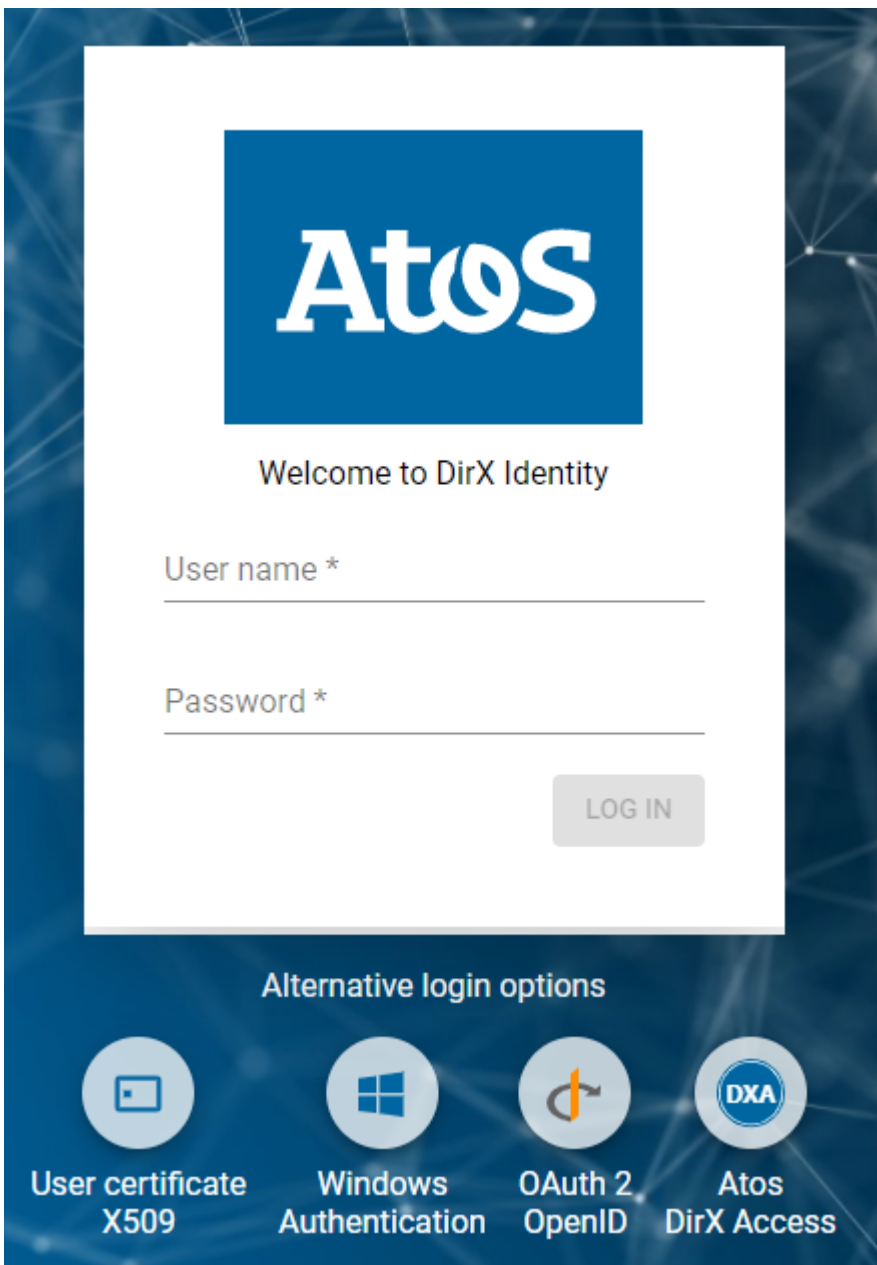 Atos
Welcome to DirX Identity
User name *
Password *
LOG IN
Alternative login options
User certificate
X509
Windows
Authentication
OAuth 2
OpenID
DXA
Atos
DirX Access